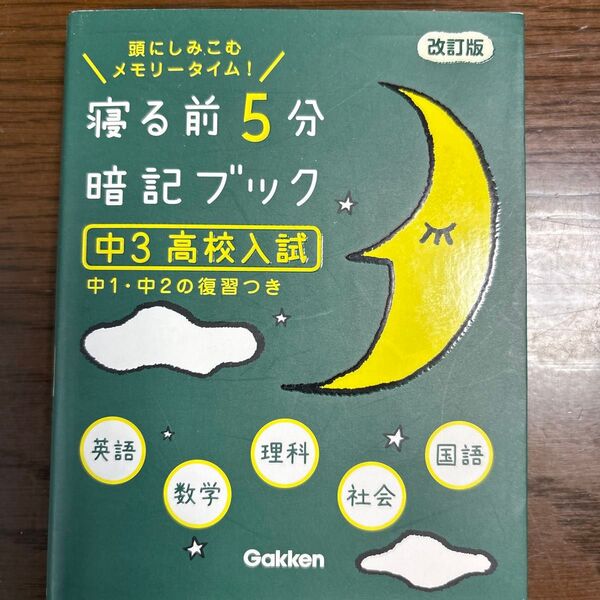 頭にしみこむ
メモリータイム!
改訂版
寝る前5分
暗記ブック
中3 高校入試
中1・中2の復習つき
英語
数学
理科
社会
国語
Gakken